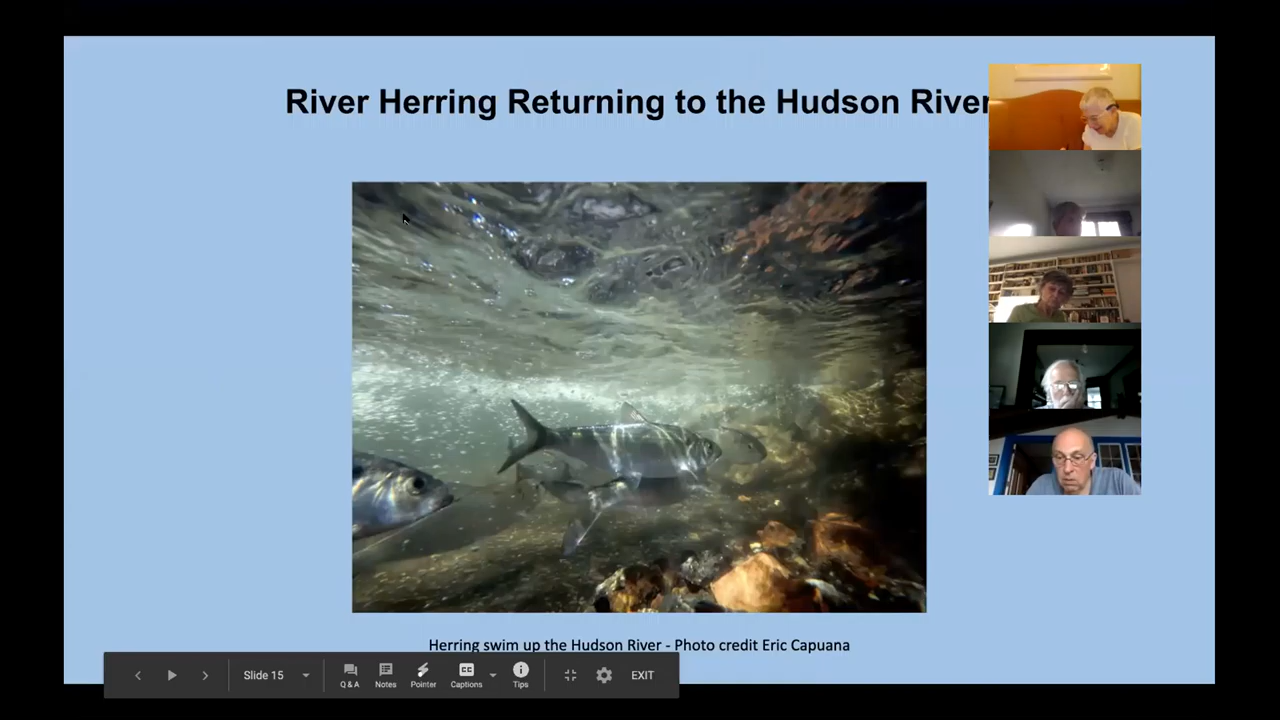 River Herring Returning to the Hudson River
Herring swim up the Hudson River - Photo credit Eric Capuana
Slide 15
Q & A
Notes
Pointer
CC
Captions
Tips
EXIT